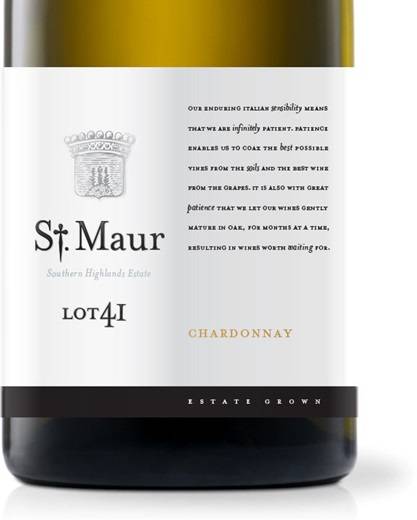 St. Maur
Southern Highlands Estate
LOT 41
OUR ENDURING ITALIAN sensibility MEANS
THAT WE ARE infinitely PATIENT. PATIENCE
ENABLES US TO COAX THE best POSSIBLE
VINES FROM THE soils AND THE BEST WINE
FROM THE GRAPES. IT IS ALSO WITH GREAT
patience THAT WE LET OUR WINES GENTLY
MATURE IN OAK, FOR MONTHS AT A TIME,
RESULTING IN WINES WORTH waiting FOR.
CHARDONNAY
ESTATE GROWN